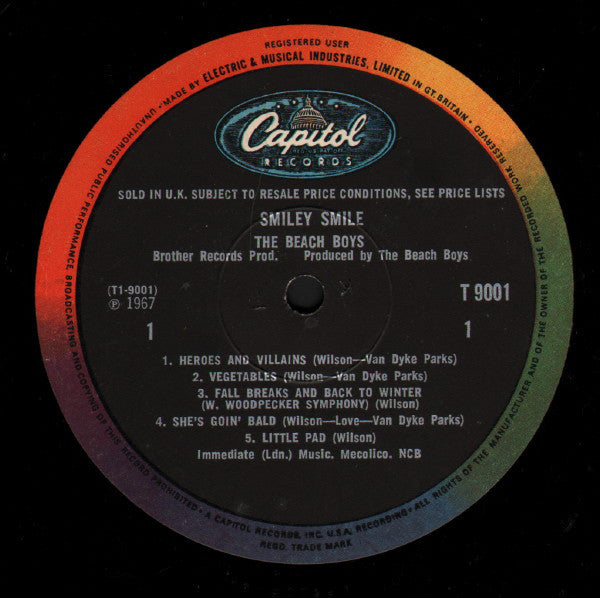 REGISTERED USER
· MADE BY ELECTRIC & MUSICAL INDUSTRIES, LIMITED IN GT. BRITAIN ·
Capitol
RECORDS
SOLD IN U.K. SUBJECT TO RESALE PRICE CONDITIONS, SEE PRICE LISTS
SMILEY SMILE
THE BEACH BOYS
Brother Records Prod. Produced by The Beach Boys
(T1-9001)
℗ 1967
T 9001
1
1
1. HEROES AND VILLAINS (Wilson—Van Dyke Parks)
2. VEGETABLES (Wilson—Van Dyke Parks)
3. FALL BREAKS AND BACK TO WINTER
(W. WOODPECKER SYMPHONY) (Wilson)
4. SHE'S GOIN' BALD (Wilson—Love—Van Dyke Parks)
5. LITTLE PAD (Wilson)
Immediate (Ldn.) Music. Mecolico. NCB
ALL RIGHTS OF THE MANUFACTURER AND OF THE OWNER OF THE RECORDED WORK RESERVED
UNAUTHORISED PUBLIC PERFORMANCE, BROADCASTING AND COPYING OF THIS RECORD PROHIBITED
· A CAPITOL RECORDS, INC. U.S.A. RECORDING ·
REGD. TRADE MARK